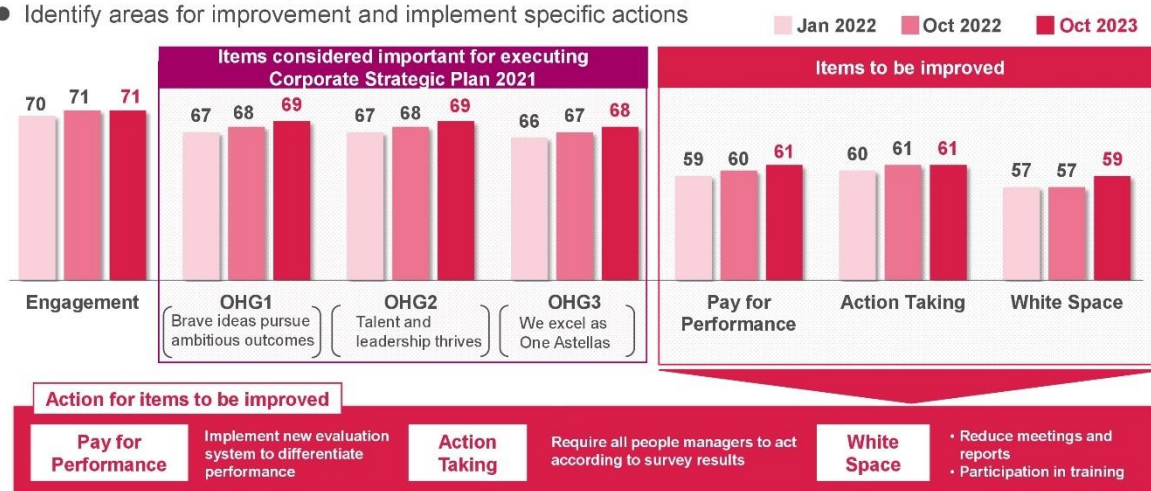 ● Identify areas for improvement and implement specific actions
Jan 2022 Oct 2022 Oct 2023
Items considered important for executing
Corporate Strategic Plan 2021
Items to be improved
70 71 71
67 68 69
67 68 69
66 67 68
59 60 61
60 61 61
57 57 59
Engagement
OHG1
Brave ideas pursue
ambitious outcomes
OHG2
Talent and
leadership thrives
OHG3
We excel as
One Astellas
Pay for
Performance
Action Taking
White Space
Action for items to be improved
Pay for
Performance
Implement new evaluation
system to differentiate
performance
Action
Taking
Require all people managers to act
according to survey results
White
Space
• Reduce meetings and
reports
• Participation in training